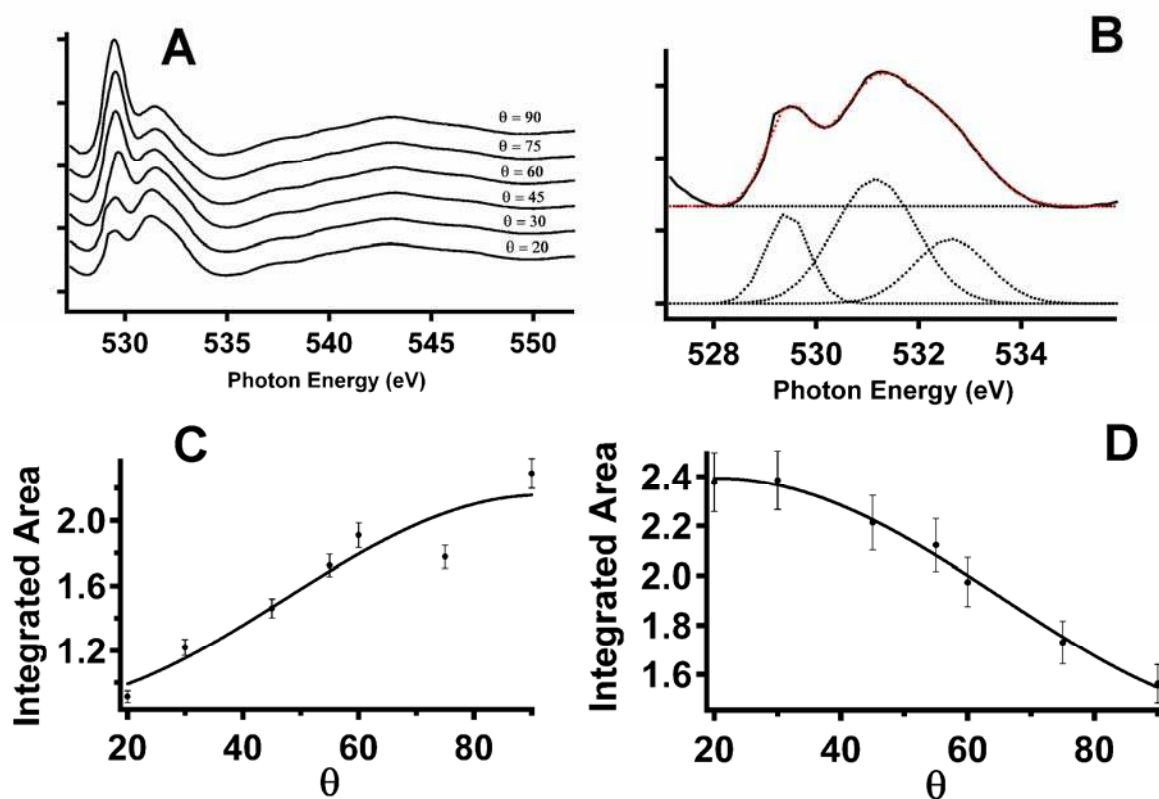 A
θ = 90
θ = 75
θ = 60
θ = 45
θ = 30
θ = 20
530 535 540 545 550
Photon Energy (eV)
B
528 530 532 534
Photon Energy (eV)
C
Integrated Area
2.0
1.6
1.2
20 40 60 80
θ
D
Integrated Area
2.4
2.2
2.0
1.8
1.6
20 40 60 80
θ